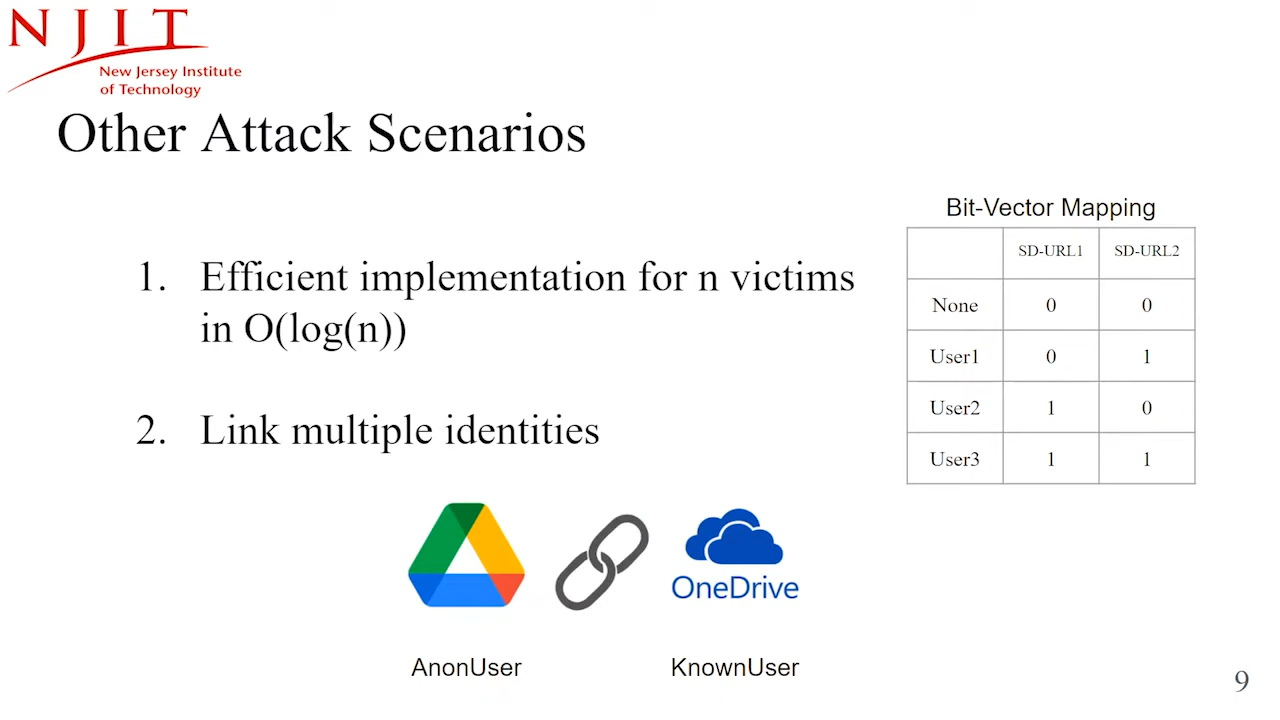 NJIT
New Jersey Institute
of Technology
Other Attack Scenarios
1. Efficient implementation for n victims
in O(log(n))
2. Link multiple identities
Bit-Vector Mapping
SD-URL1 SD-URL2
None 0 0
User1 0 1
User2 1 0
User3 1 1
OneDrive
AnonUser KnownUser
9